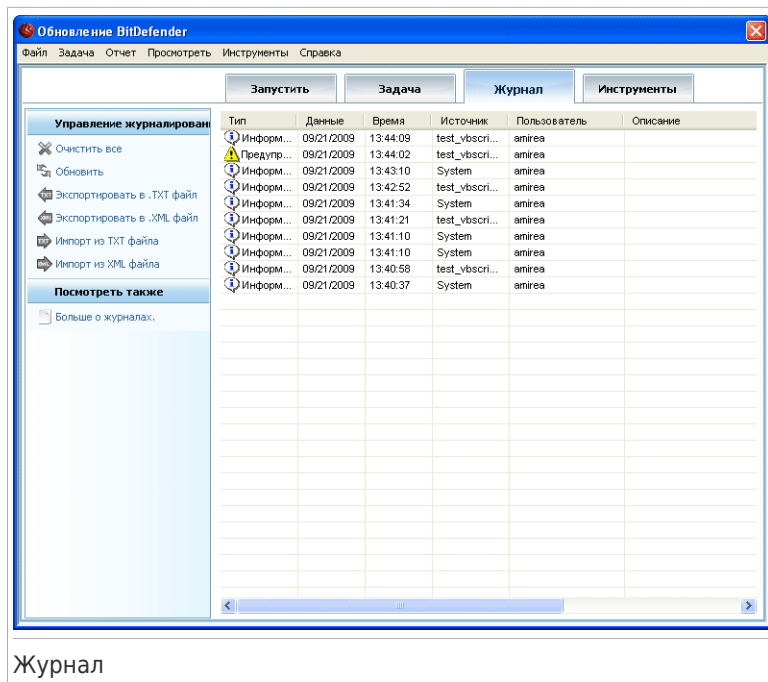 Обновление BitDefender
Файл Задача Отчет Просмотреть Инструменты Справка
Запустить Задача Журнал Инструменты
Управление журналировани
Очистить все
Обновить
Экспортировать в .TXT файл
Экспортировать в .XML файл
Импорт из TXT файла
Импорт из XML файла
Посмотреть также
Больше о журналах.
Тип Данные Время Источник Пользователь Описание
Информ... 09/21/2009 13:44:09 test_vbscri... amirea
Предупр... 09/21/2009 13:44:02 test_vbscri... amirea
Информ... 09/21/2009 13:43:10 System amirea
Информ... 09/21/2009 13:42:52 test_vbscri... amirea
Информ... 09/21/2009 13:41:34 System amirea
Информ... 09/21/2009 13:41:21 test_vbscri... amirea
Информ... 09/21/2009 13:41:10 System amirea
Информ... 09/21/2009 13:41:10 System amirea
Информ... 09/21/2009 13:40:58 test_vbscri... amirea
Информ... 09/21/2009 13:40:37 System amirea
Журнал